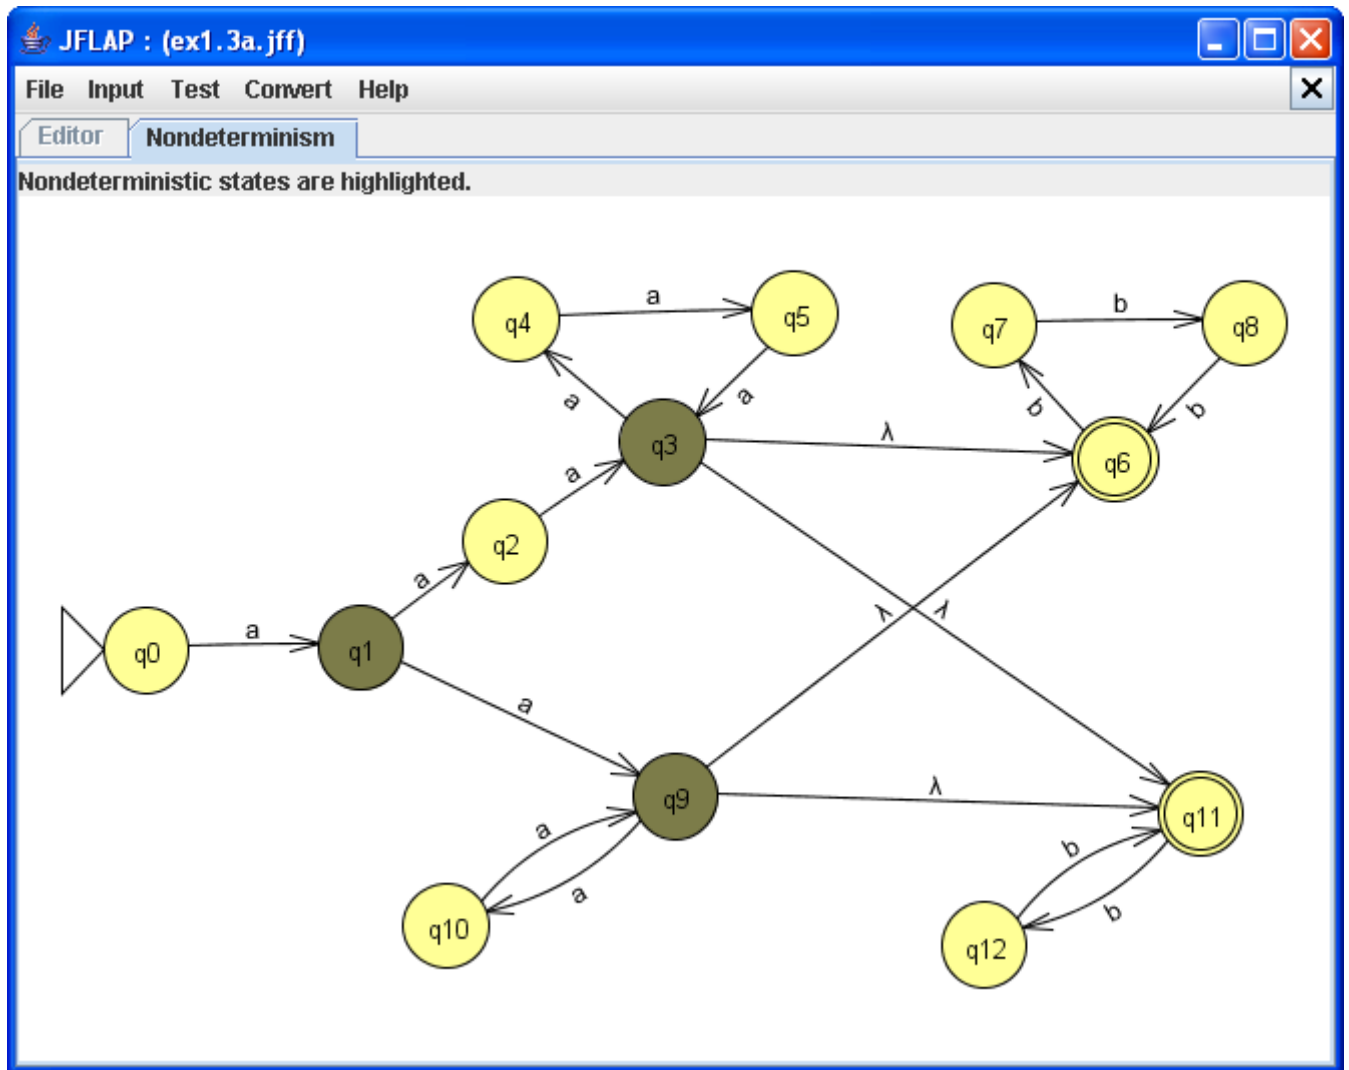 JFLAP : (ex1.3a.jff)
File Input Test Convert Help
Editor Nondeterminism
Nondeterministic states are highlighted.
q4 a q5 q7 b q8
a a b b
q3 λ q6
a
q2
a
λ λ
q0 a q1
a
q9 λ q11
a b
a b
q10 q12